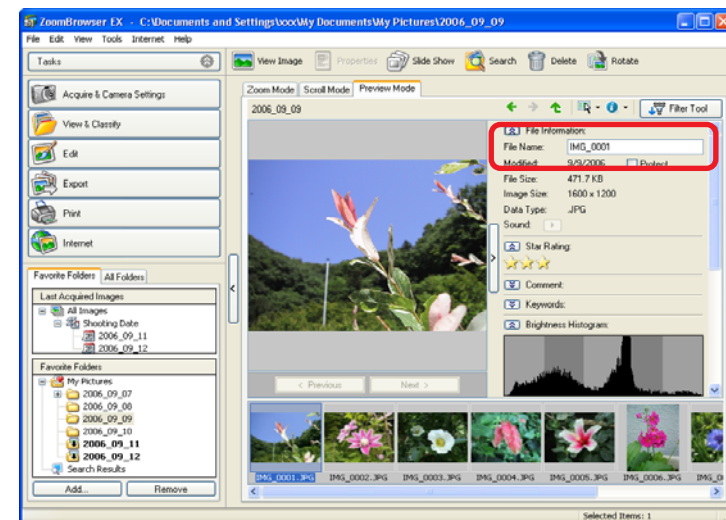 ZoomBrowser EX - C:\Documents and Settings\xxx\My Documents\My Pictures\2006_09_09
File Edit View Tools Internet Help
Tasks
View Image Properties Slide Show Search Delete Rotate
Acquire & Camera Settings
View & Classify
Edit
Export
Print
Internet
Favorite Folders All Folders
Last Acquired Images
All Images
Shooting Date
2006_09_11
2006_09_12
Favorite Folders
My Pictures
2006_09_07
2006_09_08
2006_09_09
2006_09_10
2006_09_11
2006_09_12
Search Results
Add... Remove
Zoom Mode Scroll Mode Preview Mode
2006_09_09
Filter Tool
File Information:
File Name: IMG_0001
Modified: 9/9/2006 Protect
File Size: 471.7 KB
Image Size: 1600 x 1200
Data Type: .JPG
Sound:
Star Rating:
Comment:
Keywords:
Brightness Histogram:
< Previous Next >
IMG_0001.JPG IMG_0002.JPG IMG_0003.JPG IMG_0004.JPG IMG_0005.JPG IMG_0006.JPG IMG_0
Selected Items: 1